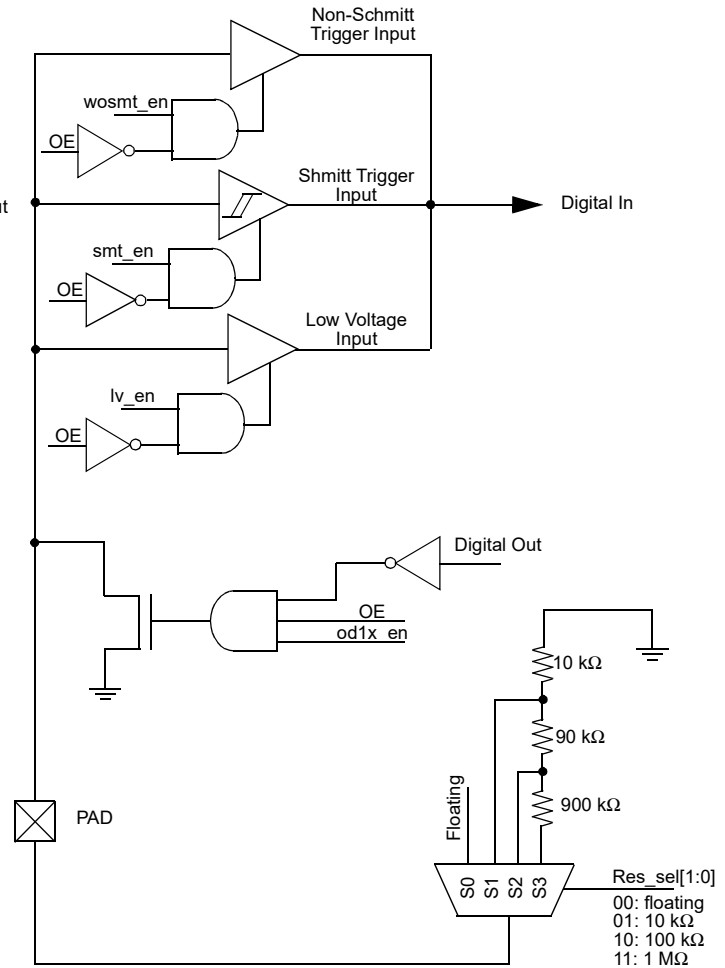 Non-Schmitt
Trigger Input
wosmt_en
OE
Shmitt Trigger
Input
Digital In
smt_en
OE
Low Voltage
Input
lv_en
OE
Digital Out
OE
od1x_en
10 kΩ
90 kΩ
900 kΩ
PAD
Floating
S0
S1
S2
S3
Res_sel[1:0]
00: floating
01: 10 kΩ
10: 100 kΩ
11: 1 MΩ